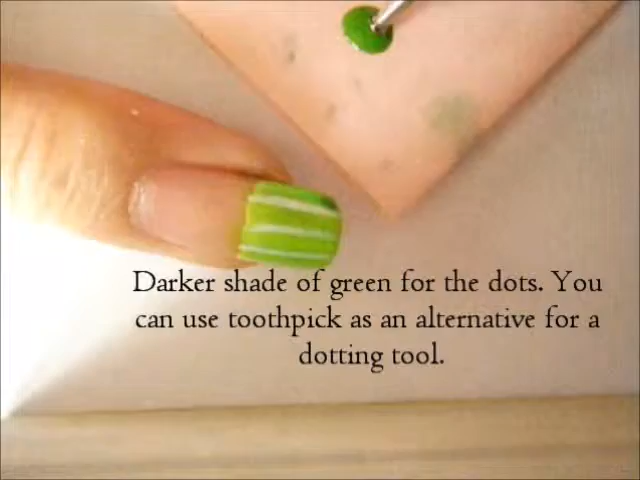 Darker shade of green for the dots. You
can use toothpick as an alternative for a
dotting tool.